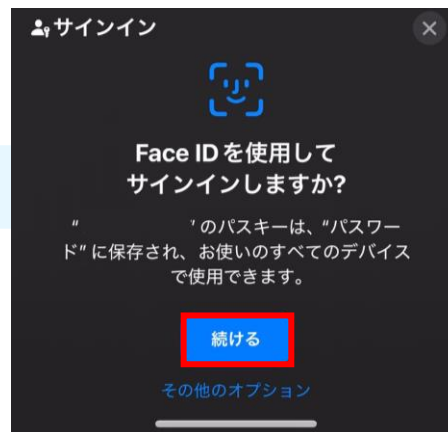 サインイン
Face IDを使用して
サインインしますか?
“ ”のパスキーは、“パスワー
ド”に保存され、お使いのすべてのデバイス
で使用できます。
続ける
その他のオプション